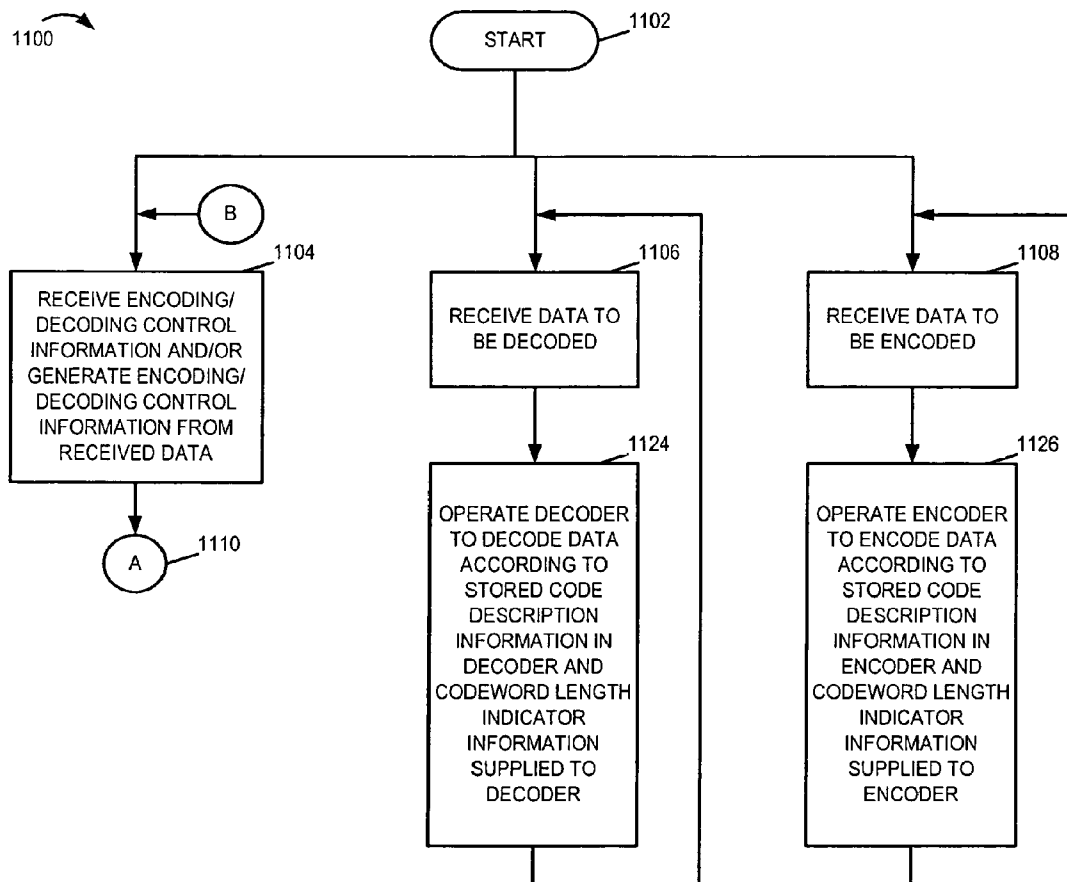 1100
START
1102
B
1104
RECEIVE ENCODING/
DECODING CONTROL
INFORMATION AND/OR
GENERATE ENCODING/
DECODING CONTROL
INFORMATION FROM
RECEIVED DATA
1106
RECEIVE DATA TO
BE DECODED
1108
RECEIVE DATA TO
BE ENCODED
A
1110
1124
OPERATE DECODER
TO DECODE DATA
ACCORDING TO
STORED CODE
DESCRIPTION
INFORMATION IN
DECODER AND
CODEWORD LENGTH
INDICATOR
INFORMATION
SUPPLIED TO
DECODER
1126
OPERATE ENCODER
TO ENCODE DATA
ACCORDING TO
STORED CODE
DESCRIPTION
INFORMATION IN
ENCODER AND
CODEWORD LENGTH
INDICATOR
INFORMATION
SUPPLIED TO
ENCODER